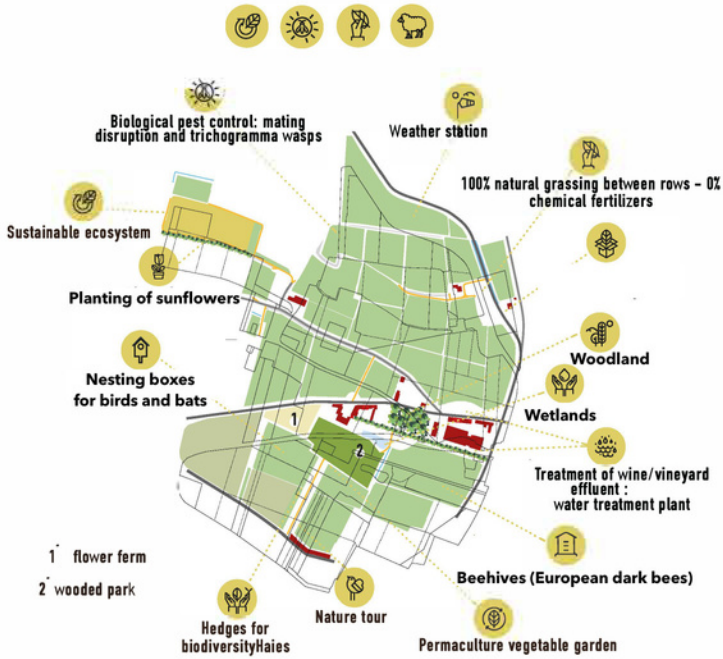 Biological pest control: mating
disruption and trichogramma wasps
Weather station
100% natural grassing between rows – 0%
chemical fertilizers
Sustainable ecosystem
Planting of sunflowers
Woodland
Nesting boxes
for birds and bats
Wetlands
1
2
Treatment of wine/vineyard
effluent :
water treatment plant
1 flower ferm
2 wooded park
Beehives (European dark bees)
Nature tour
Hedges for
biodiversityHaies
Permaculture vegetable garden